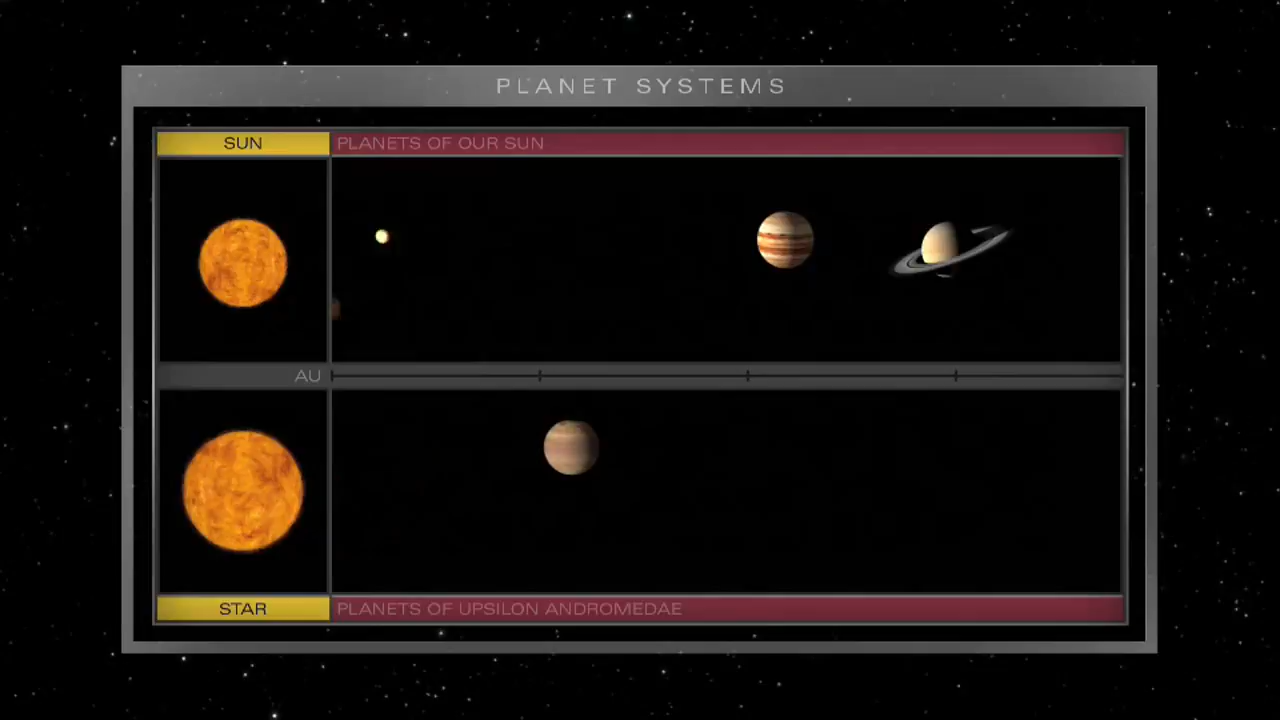 PLANET SYSTEMS
SUN
PLANETS OF OUR SUN
AU
STAR
PLANETS OF UPSILON ANDROMEDAE